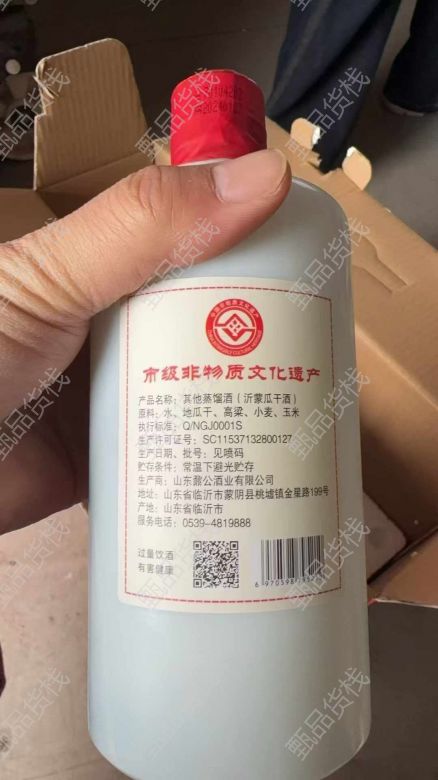 市级非物质文化遗产
产品名称：其他蒸馏酒（沂蒙瓜干酒）
原料：水、地瓜干、高粱、小麦、玉米
执行标准：Q/NGJ0001S
生产许可证号：SC11537132800127
生产日期、批号：见喷码
贮存条件：常温下避光贮存
生产商：山东鼐公酒业有限公司
地址：山东省临沂市蒙阴县桃墟镇金星路199号
产地：山东省临沂市
服务电话：0539-4819888
过量饮酒
有害健康
甄品货栈